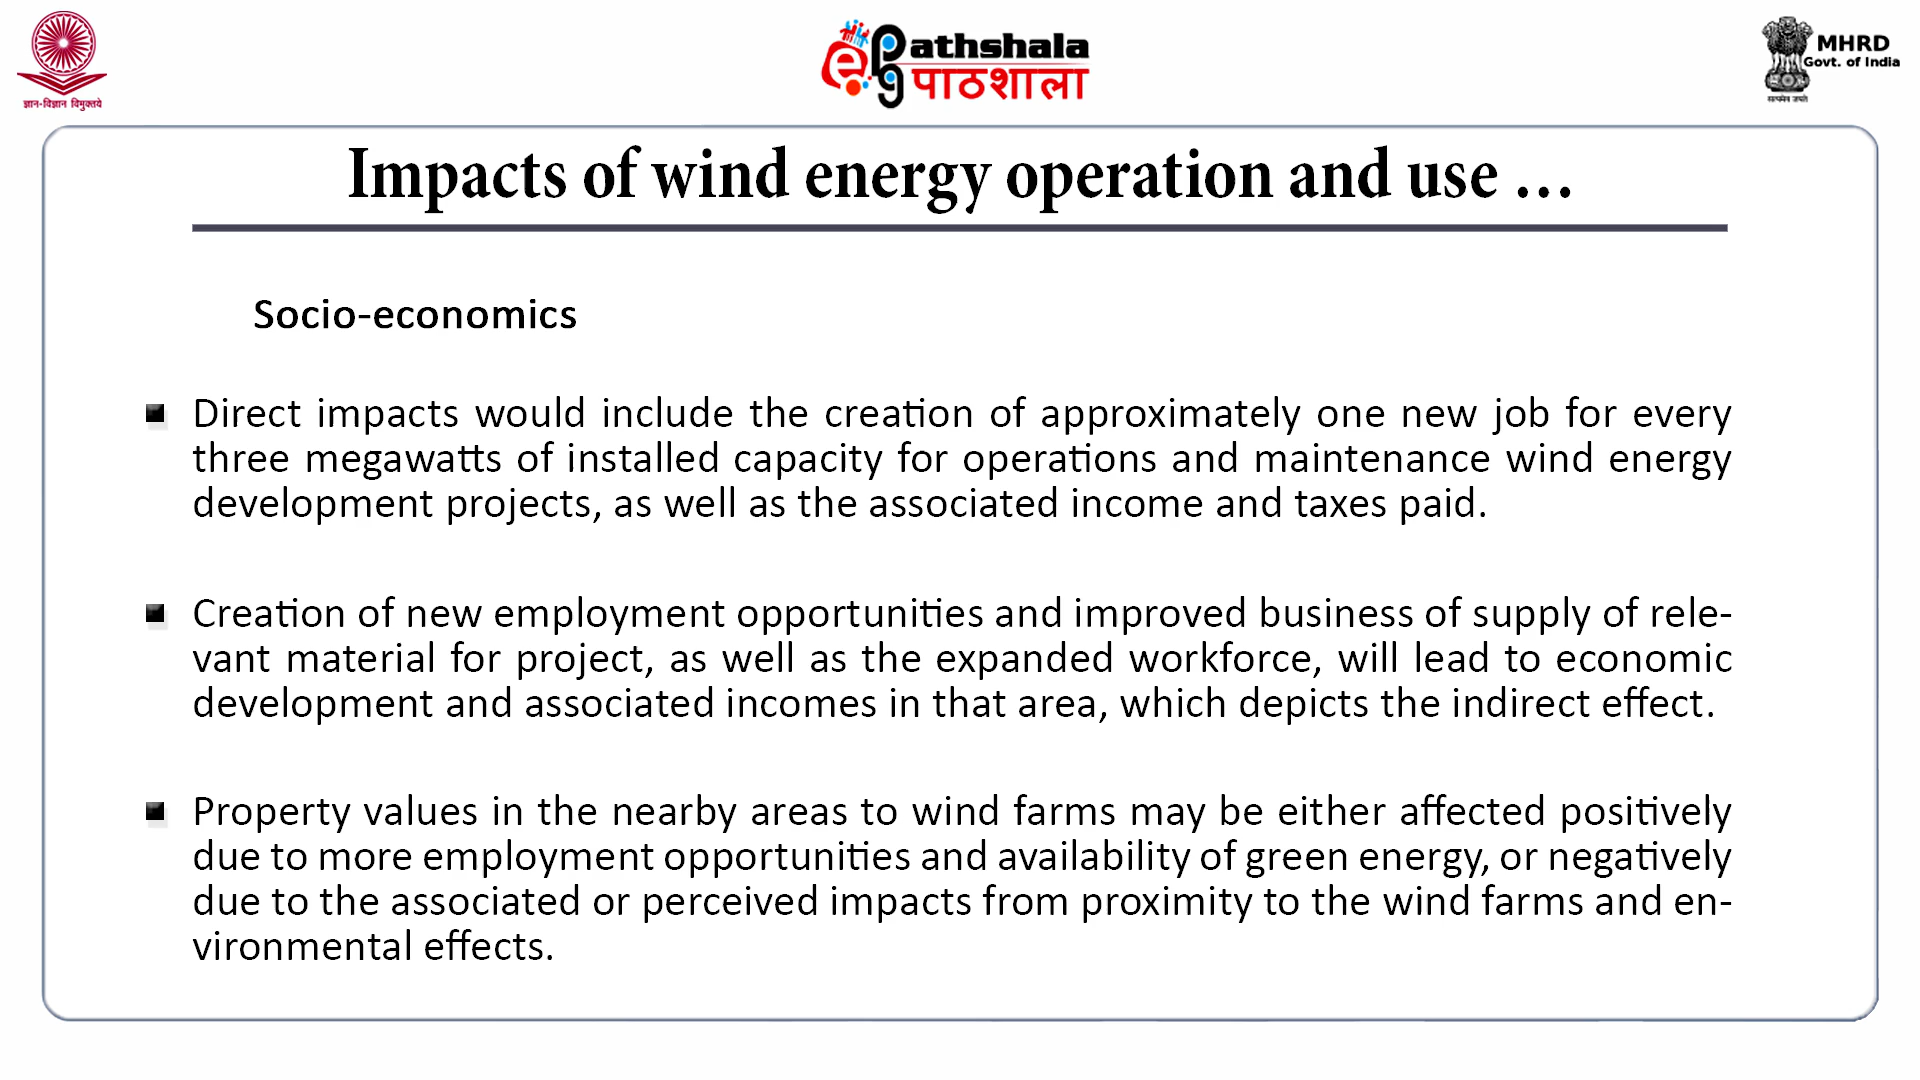 ज्ञान-विज्ञान विमुक्तये
e pg Pathshala
पाठशाला
सत्यमेव जयते
MHRD
Govt. of India
Impacts of wind energy operation and use ...
Socio-economics
Direct impacts would include the creation of approximately one new job for every
three megawatts of installed capacity for operations and maintenance wind energy
development projects, as well as the associated income and taxes paid.
Creation of new employment opportunities and improved business of supply of rele-
vant material for project, as well as the expanded workforce, will lead to economic
development and associated incomes in that area, which depicts the indirect effect.
Property values in the nearby areas to wind farms may be either affected positively
due to more employment opportunities and availability of green energy, or negatively
due to the associated or perceived impacts from proximity to the wind farms and en-
vironmental effects.